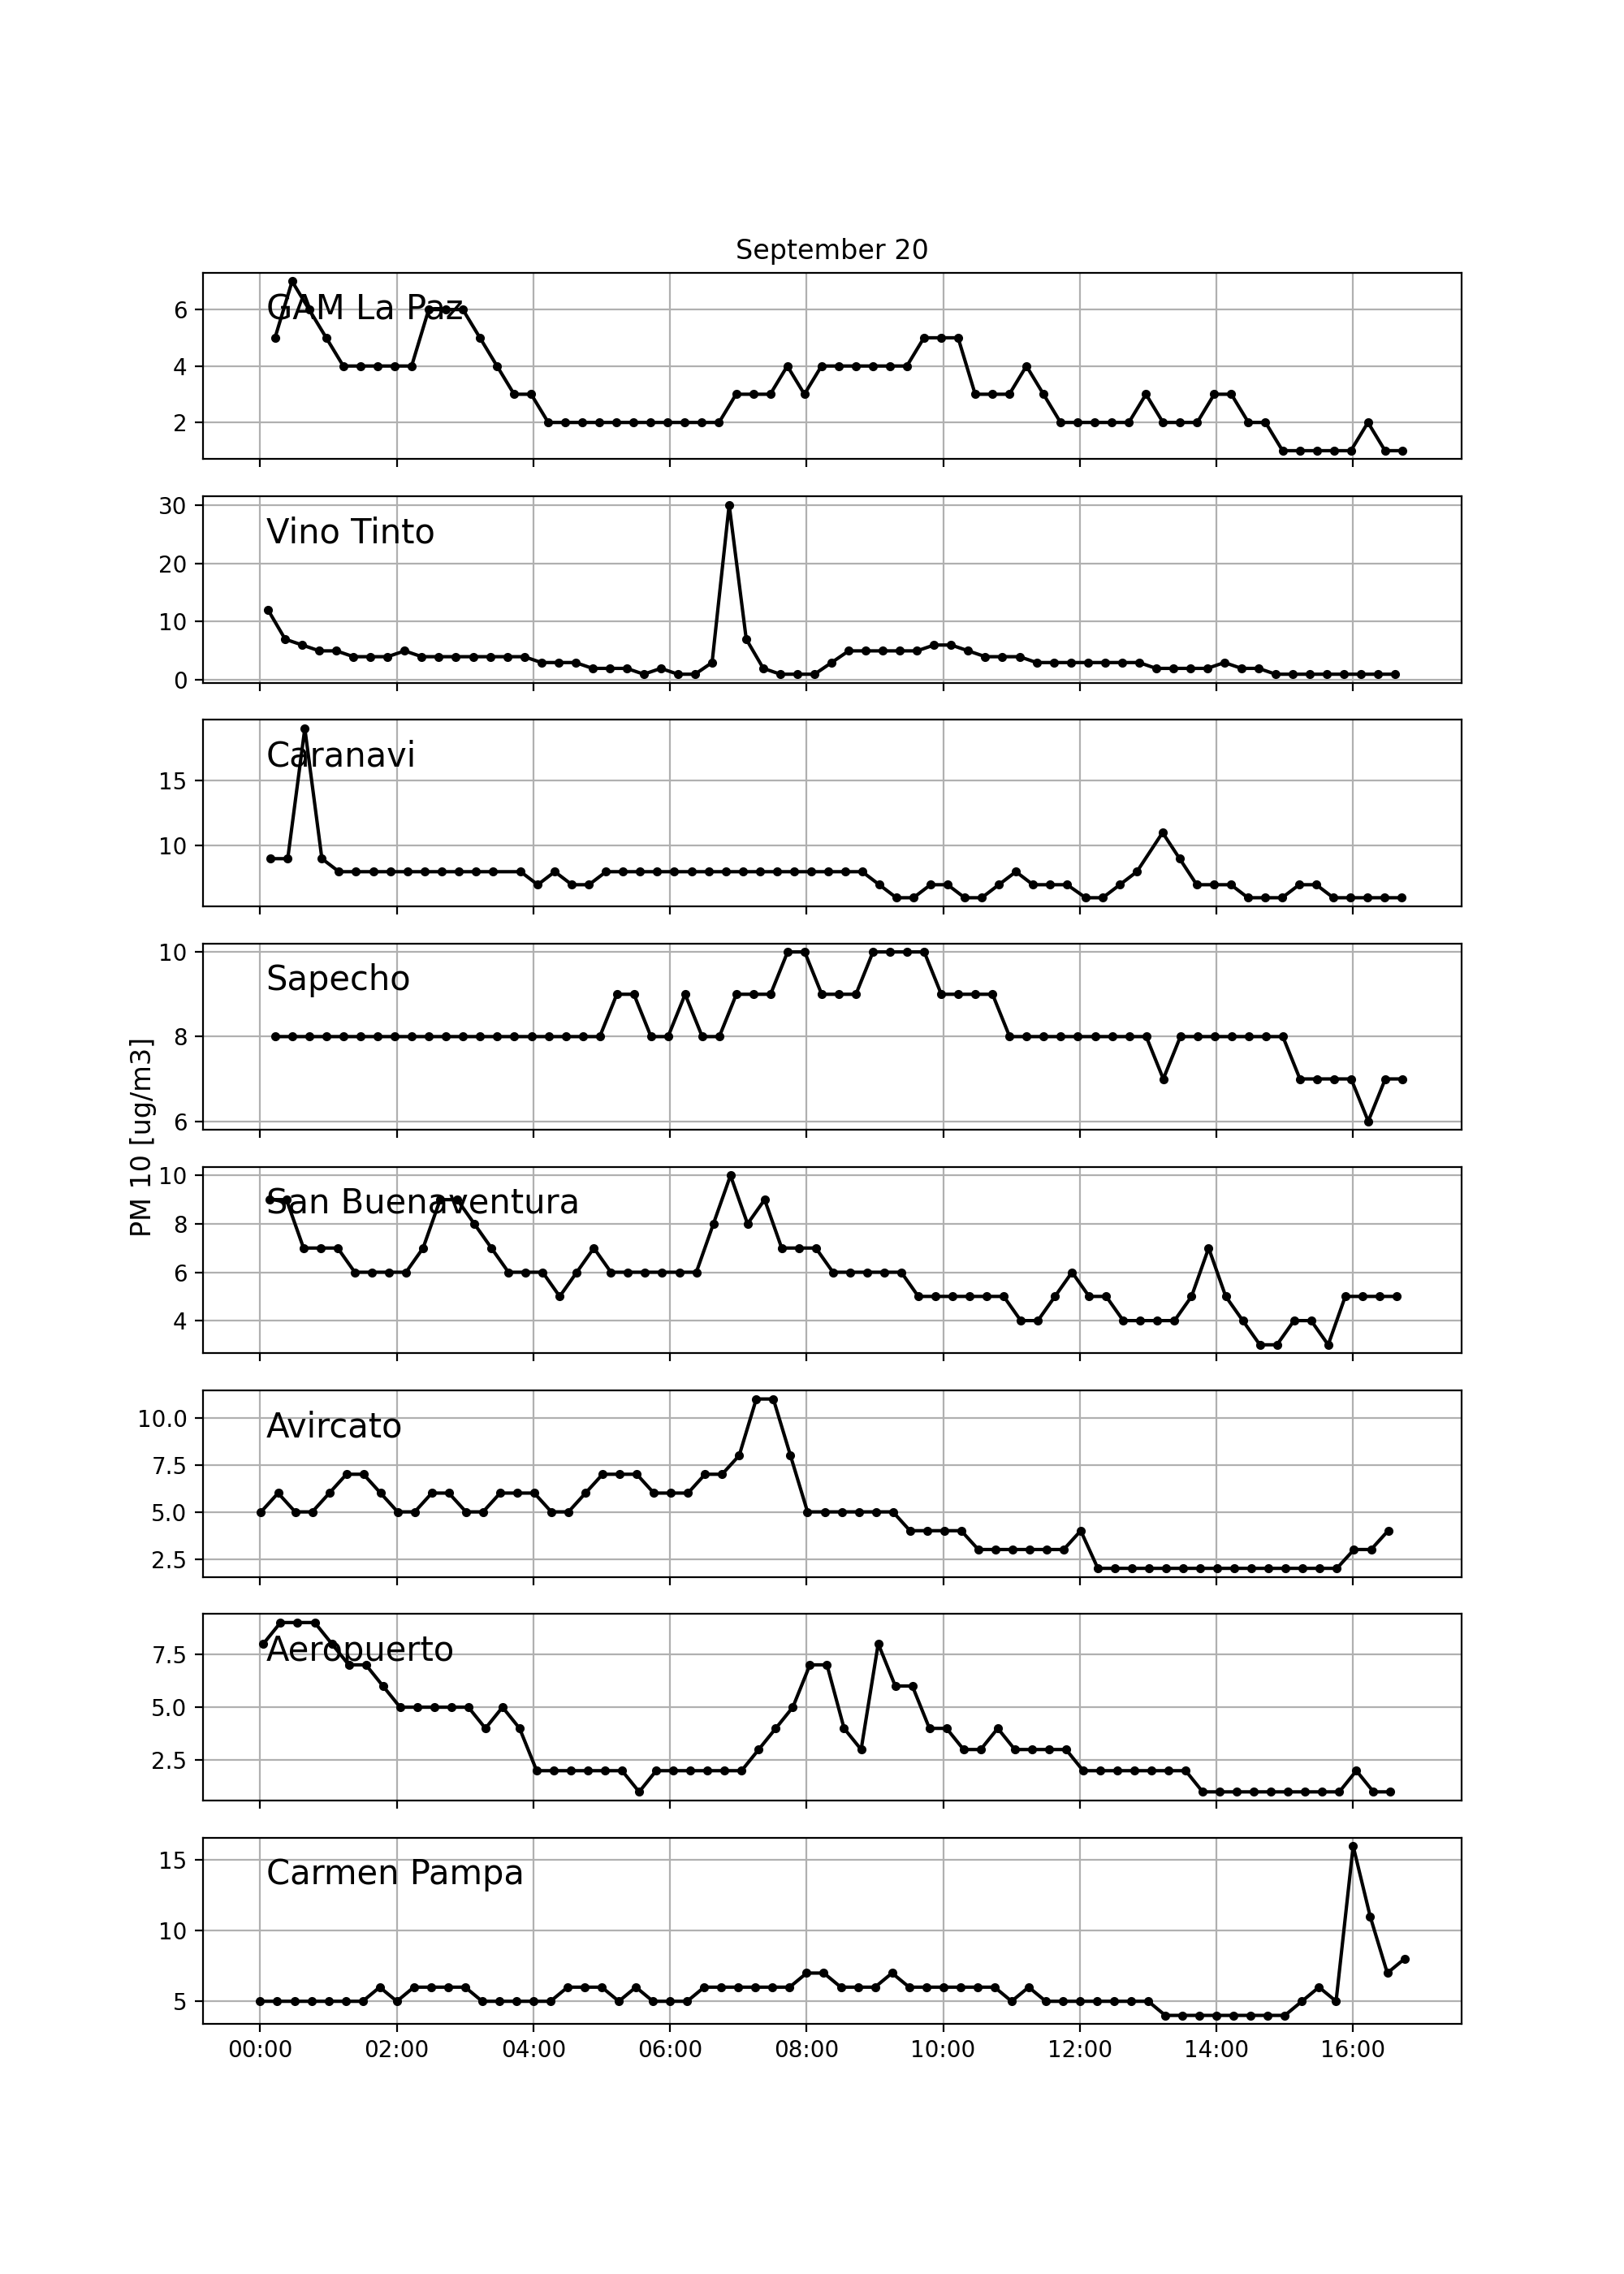 September 20
GAM La Paz
6
4
2
Vino Tinto
30
20
10
0
Caranavi
15
10
Sapecho
10
8
6
PM 10 [ug/m3]
San Buenaventura
10
8
6
4
Avircato
10.0
7.5
5.0
2.5
Aeropuerto
7.5
5.0
2.5
Carmen Pampa
15
10
5
00:00 02:00 04:00 06:00 08:00 10:00 12:00 14:00 16:00